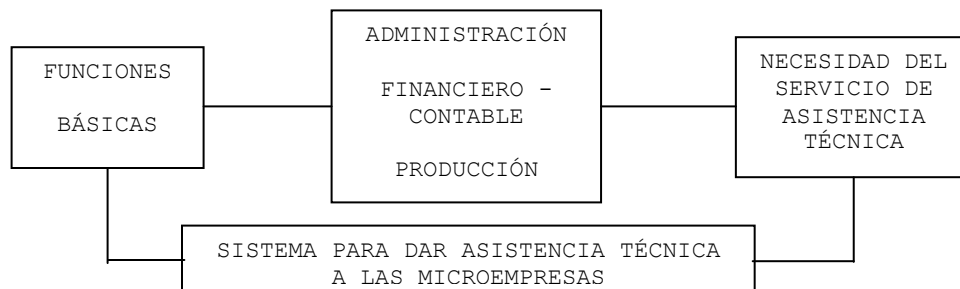 FUNCIONES
BÁSICAS
ADMINISTRACIÓN
FINANCIERO -
CONTABLE
PRODUCCIÓN
NECESIDAD DEL
SERVICIO DE
ASISTENCIA
TÉCNICA
SISTEMA PARA DAR ASISTENCIA TÉCNICA
A LAS MICROEMPRESAS